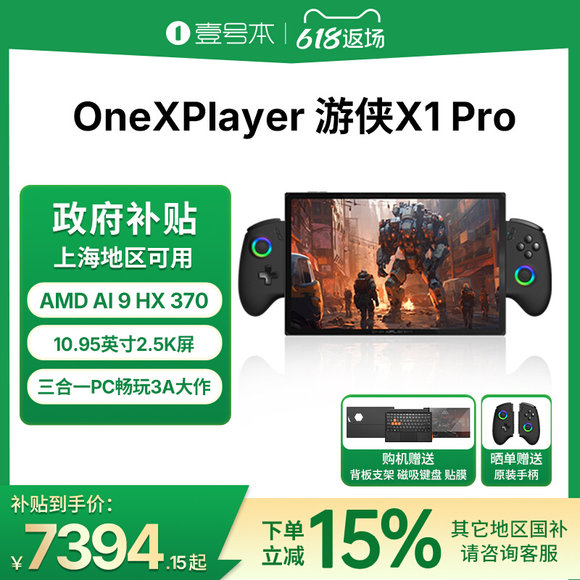 壹号本
618返场
OneXPlayer 游侠X1 Pro
政府补贴
上海地区可用
AMD AI 9 HX 370
10.95英寸2.5K屏
三合一PC畅玩3A大作
购机赠送
背板支架 磁吸键盘 贴膜
晒单赠送
原装手柄
补贴到手价：
¥7394.15起
下单
立减
15%
其它地区国补
请咨询客服